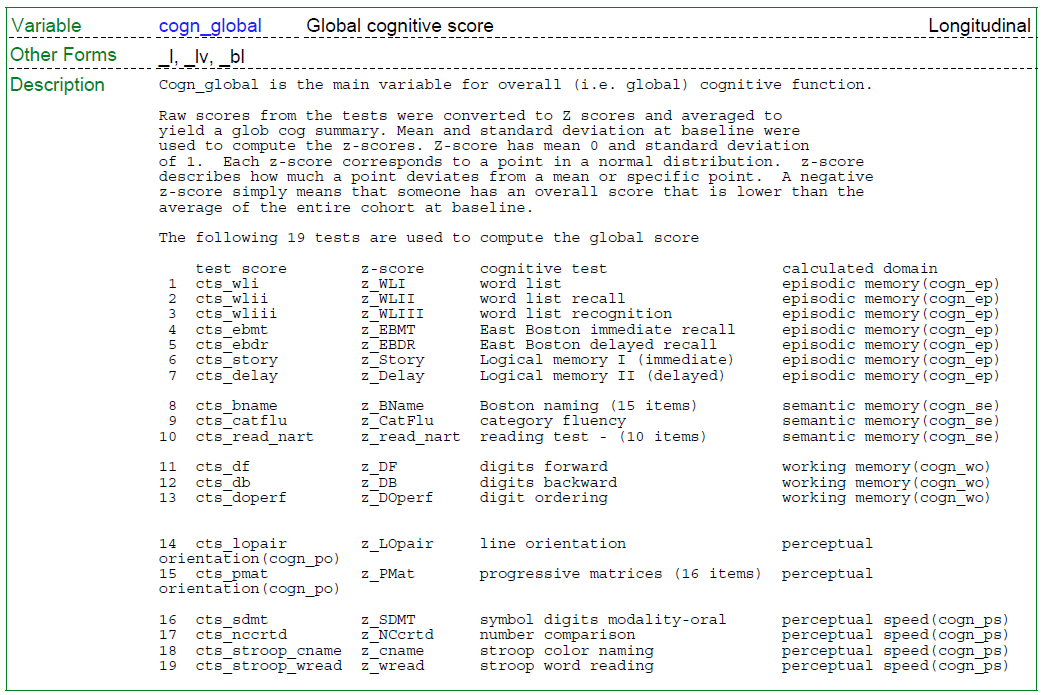 Variable cogn_global Global cognitive score Longitudinal
Other Forms _l, _lv, _bl
Description Cogn_global is the main variable for overall (i.e. global) cognitive function.
Raw scores from the tests were converted to Z scores and averaged to
yield a glob cog summary. Mean and standard deviation at baseline were
used to compute the z-scores. Z-score has mean 0 and standard deviation
of 1.  Each z-score corresponds to a point in a normal distribution.  z-score
describes how much a point deviates from a mean or specific point.  A negative
z-score simply means that someone has an overall score that is lower than the
average of the entire cohort at baseline.
The following 19 tests are used to compute the global score
test score z-score cognitive test calculated domain
1 cts_wli z_WLI word list episodic memory(cogn_ep)
2 cts_wlii z_WLII word list recall episodic memory(cogn_ep)
3 cts_wliii z_WLIII word list recognition episodic memory(cogn_ep)
4 cts_ebmt z_EBMT East Boston immediate recall episodic memory(cogn_ep)
5 cts_ebdr z_EBDR East Boston delayed recall episodic memory(cogn_ep)
6 cts_story z_Story Logical memory I (immediate) episodic memory(cogn_ep)
7 cts_delay z_Delay Logical memory II (delayed) episodic memory(cogn_ep)
8 cts_bname z_BName Boston naming (15 items) semantic memory(cogn_se)
9 cts_catflu z_CatFlu category fluency semantic memory(cogn_se)
10 cts_read_nart z_read_nart reading test - (10 items) semantic memory(cogn_se)
11 cts_df z_DF digits forward working memory(cogn_wo)
12 cts_db z_DB digits backward working memory(cogn_wo)
13 cts_doperf z_DOperf digit ordering working memory(cogn_wo)
14 cts_lopair z_LOpair line orientation perceptual
orientation(cogn_po)
15 cts_pmat z_PMat progressive matrices (16 items) perceptual
orientation(cogn_po)
16 cts_sdmt z_SDMT symbol digits modality-oral perceptual speed(cogn_ps)
17 cts_nccrtd z_NCcrtd number comparison perceptual speed(cogn_ps)
18 cts_stroop_cname z_cname stroop color naming perceptual speed(cogn_ps)
19 cts_stroop_wread z_wread stroop word reading perceptual speed(cogn_ps)